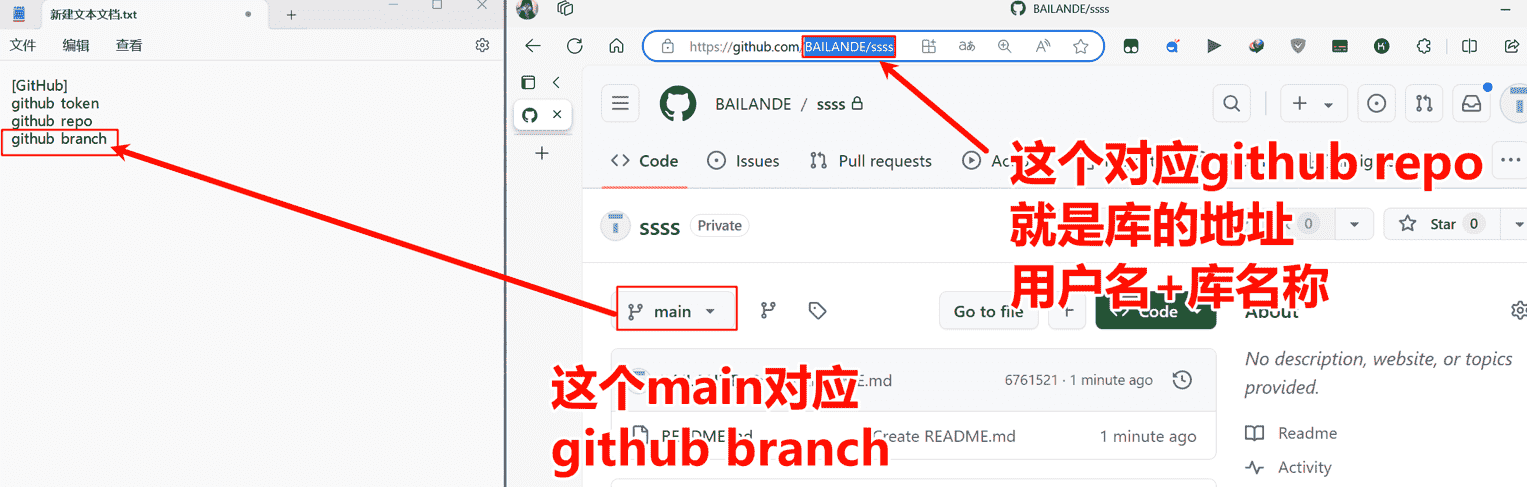 新建文本文档.txt
文件 编辑 查看
[GitHub]
github token
github repo
github branch
BAILANDE/ssss
https://github.com/BAILANDE/ssss
BAILANDE / ssss
Code Issues Pull requests
这个对应github repo
就是库的地址
用户名+库名称
ssss Private
0 Star 0
main Go to file Code About
No description, website, or topics
provided.
这个main对应
github branch
.md 6761521 · 1 minute ago
README.md Create README.md 1 minute ago
Readme
Activity